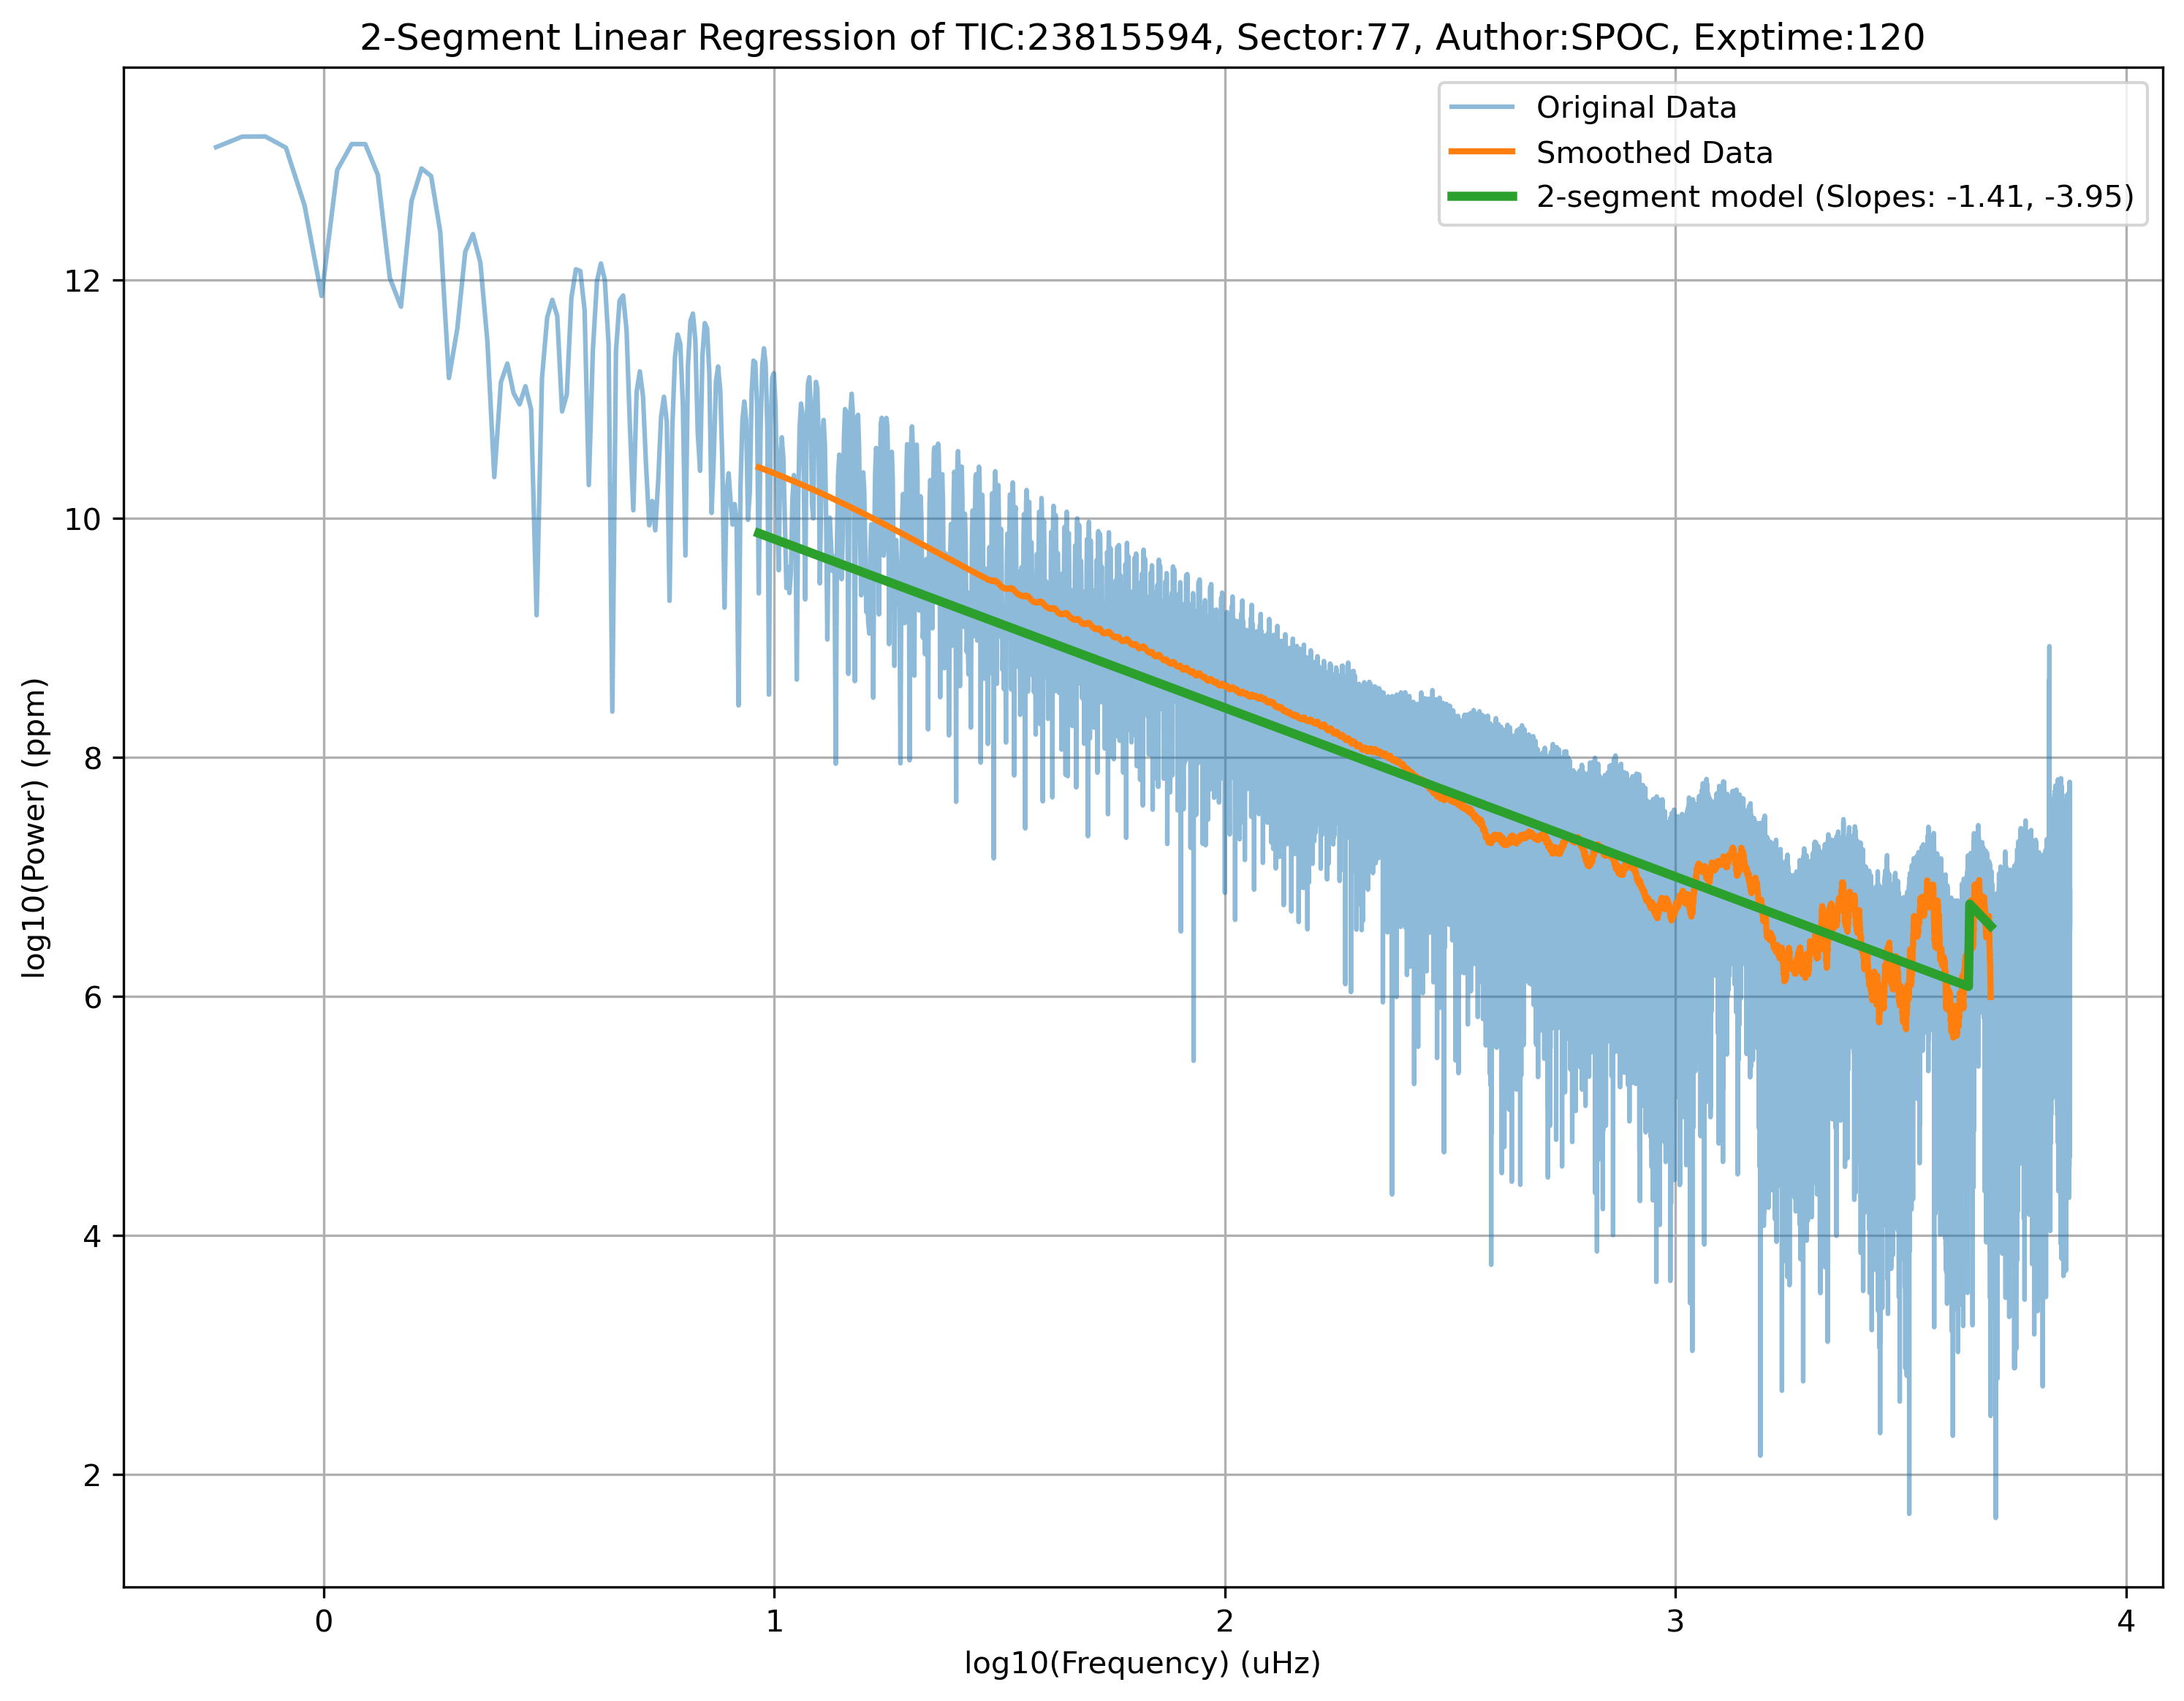 2-Segment Linear Regression of TIC:23815594, Sector:77, Author:SPOC, Exptime:120
Original Data
Smoothed Data
2-segment model (Slopes: -1.41, -3.95)
log10(Power) (ppm)
12
10
8
6
4
2
0 1 2 3 4
log10(Frequency) (uHz)